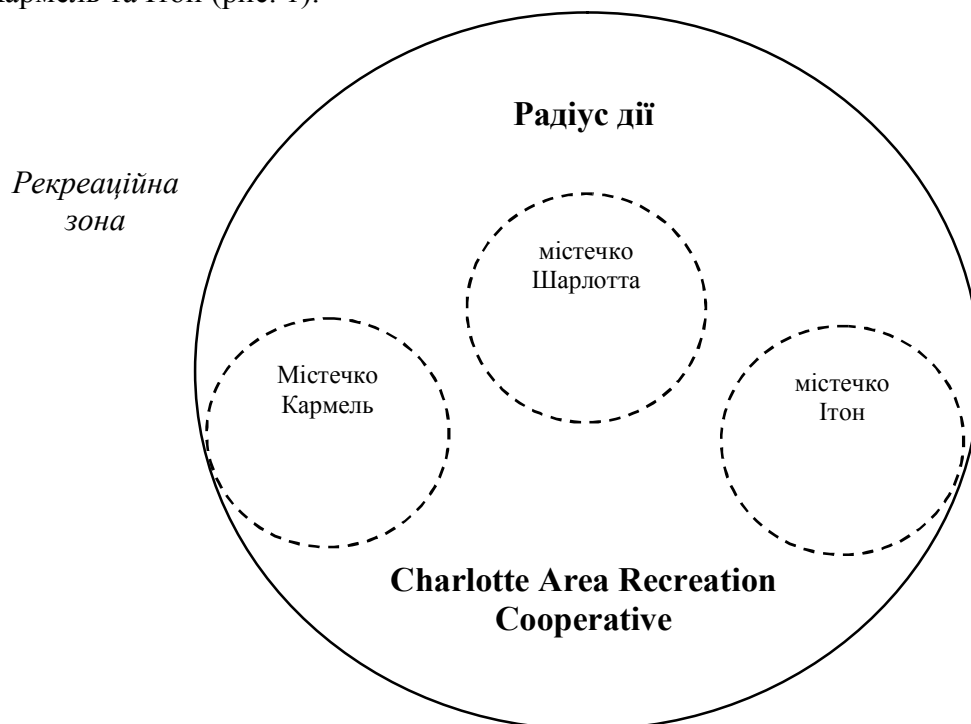 Кармель та Ітон (рис. 1).
Радіус дії
Рекреаційна
зона
містечко
Шарлотта
Містечко
Кармель
містечко
Ітон
Charlotte Area Recreation
Cooperative